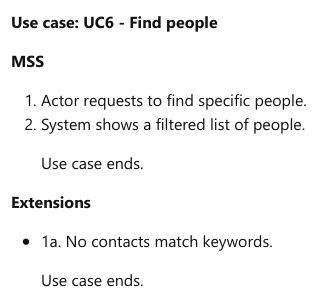 Use case: UC6 - Find people
MSS
1. Actor requests to find specific people.
2. System shows a filtered list of people.
Use case ends.
Extensions
• 1a. No contacts match keywords.
Use case ends.